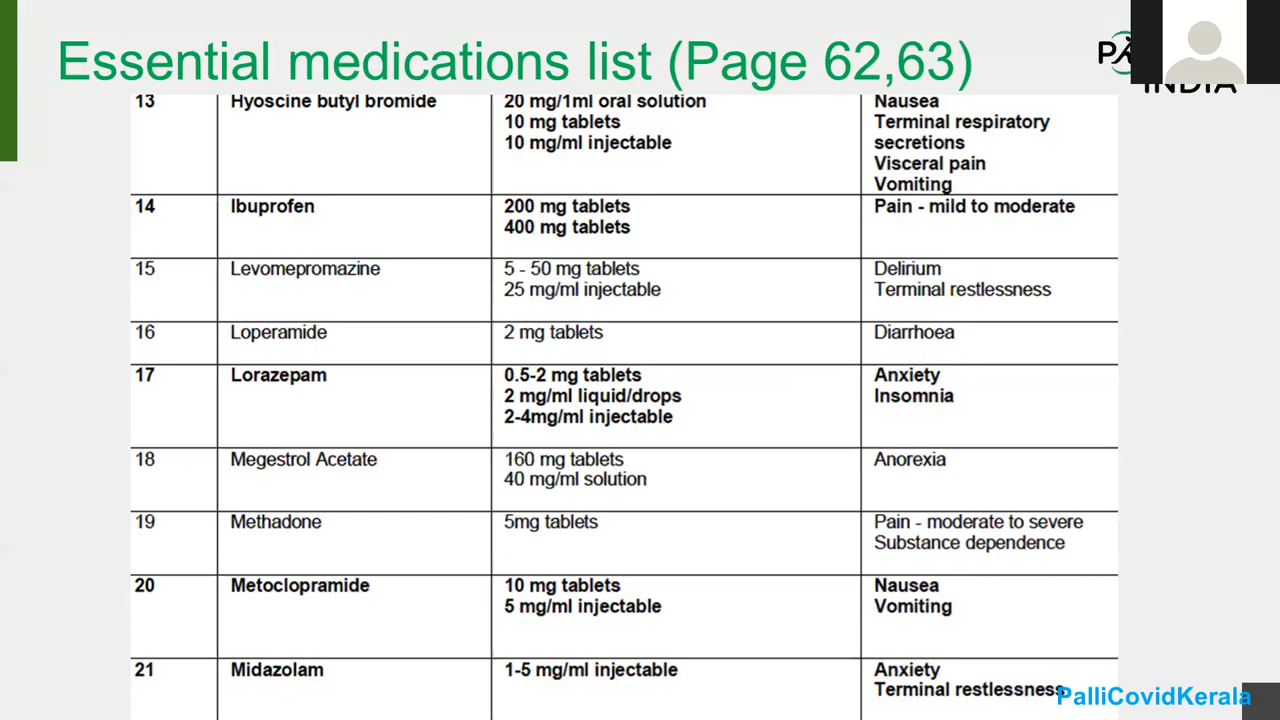 Essential medications list (Page 62,63)
INDIA
13 Hyoscine butyl bromide 20 mg/1ml oral solution Nausea
10 mg tablets Terminal respiratory
10 mg/ml injectable secretions
Visceral pain
Vomiting
14 Ibuprofen 200 mg tablets Pain - mild to moderate
400 mg tablets
15 Levomepromazine 5 - 50 mg tablets Delirium
25 mg/ml injectable Terminal restlessness
16 Loperamide 2 mg tablets Diarrhoea
17 Lorazepam 0.5-2 mg tablets Anxiety
2 mg/ml liquid/drops Insomnia
2-4mg/ml injectable
18 Megestrol Acetate 160 mg tablets Anorexia
40 mg/ml solution
19 Methadone 5mg tablets Pain - moderate to severe
Substance dependence
20 Metoclopramide 10 mg tablets Nausea
5 mg/ml injectable Vomiting
21 Midazolam 1-5 mg/ml injectable Anxiety
Terminal restlessness
PalliCovidKerala